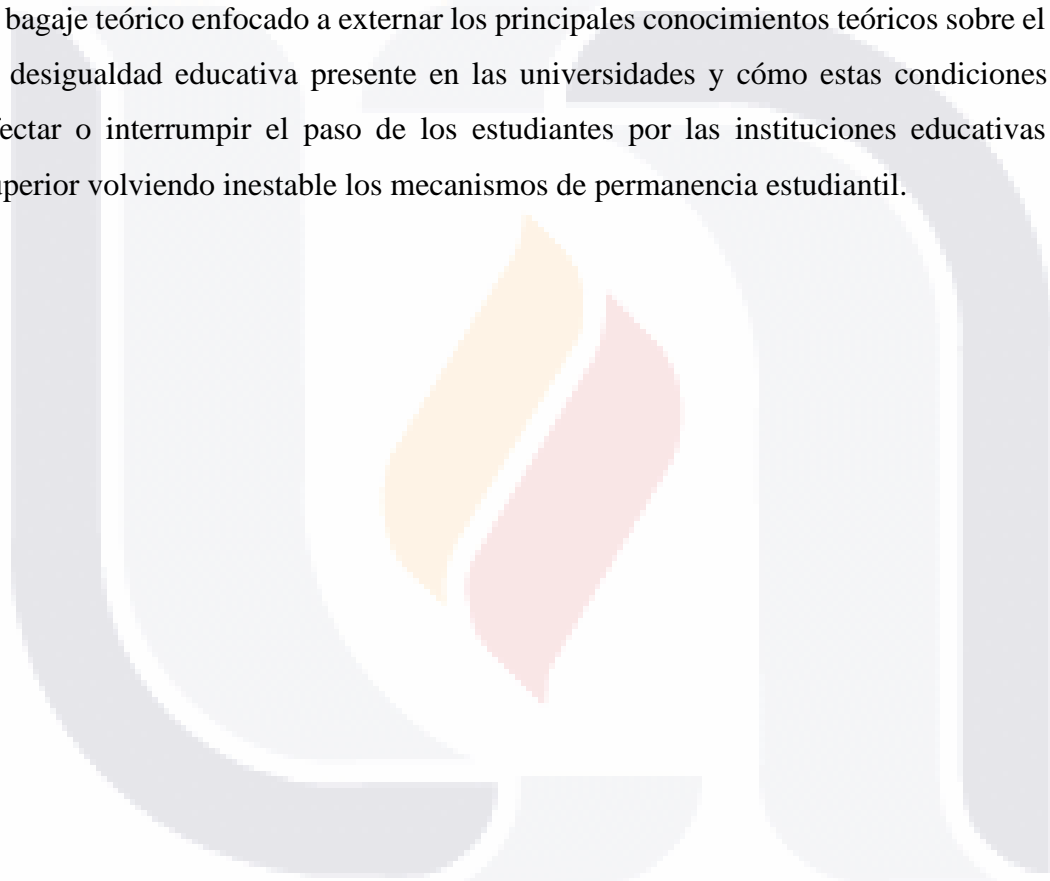 bagaje teórico enfocado a externar los principales conocimientos teóricos sobre el
desigualdad educativa presente en las universidades y cómo estas condiciones
ectar o interrumpir el paso de los estudiantes por las instituciones educativas
uperior volviendo inestable los mecanismos de permanencia estudiantil.